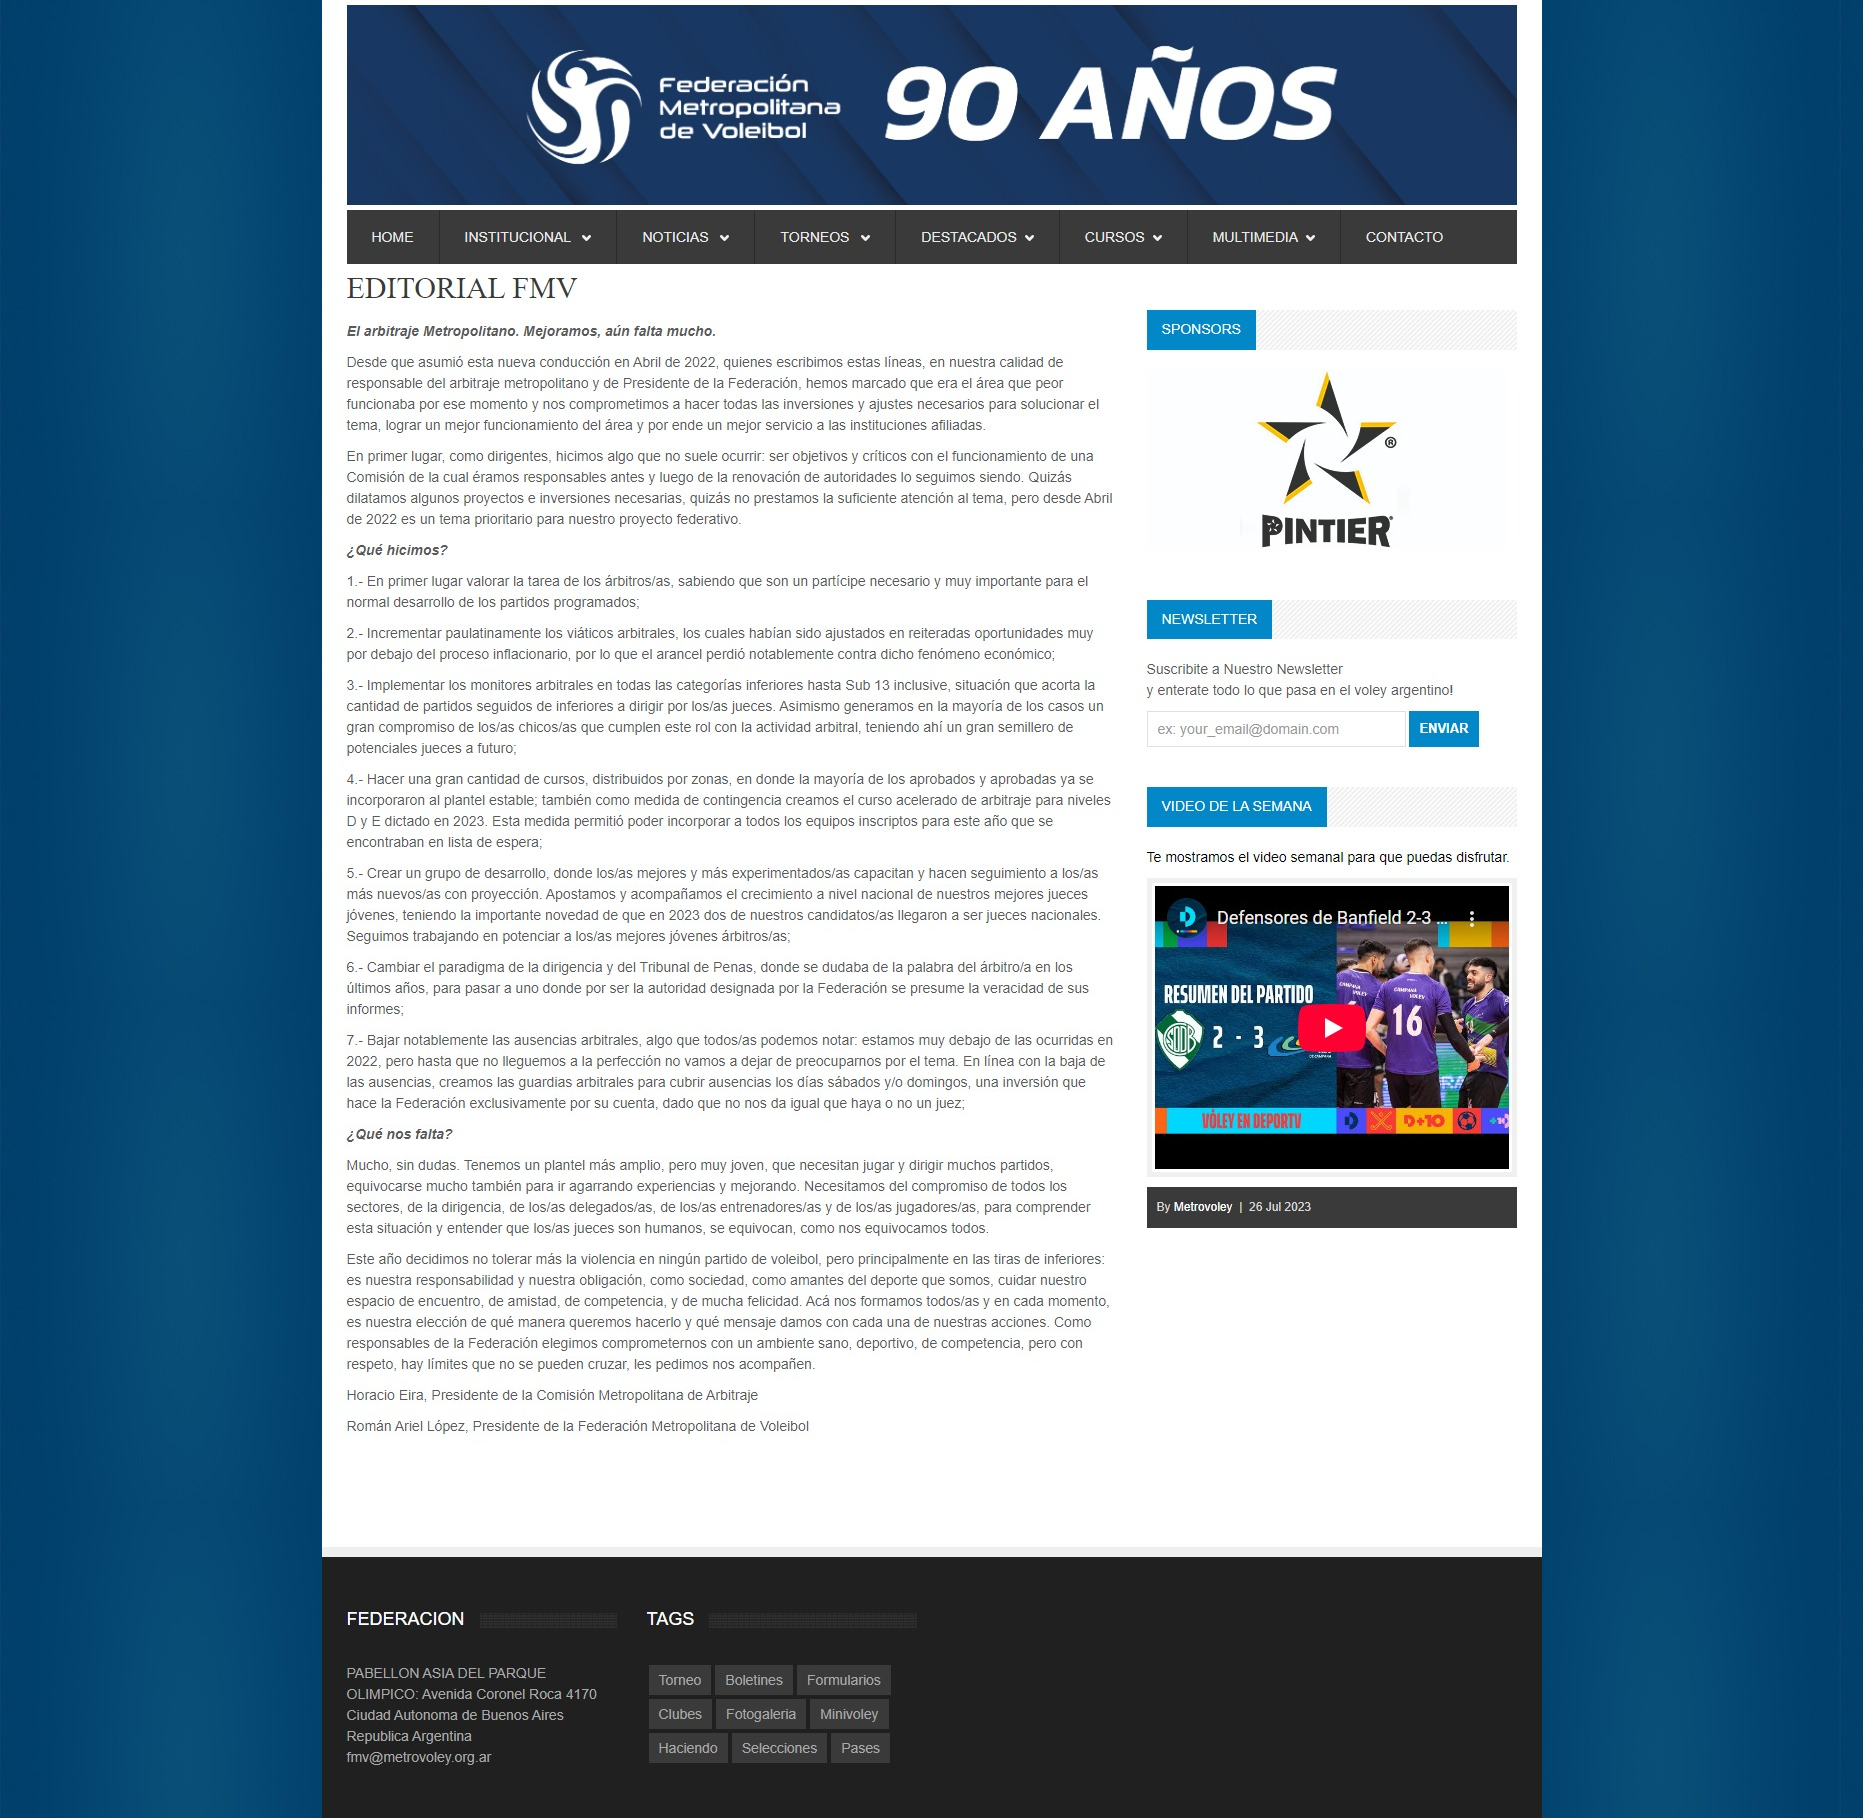 Federación
Metropolitana
de Voleibol
90 AÑOS
HOME
INSTITUCIONAL
NOTICIAS
TORNEOS
DESTACADOS
CURSOS
MULTIMEDIA
CONTACTO
EDITORIAL FMV
El arbitraje Metropolitano. Mejoramos, aún falta mucho.
Desde que asumió esta nueva conducción en Abril de 2022, quienes escribimos estas líneas, en nuestra calidad de
responsable del arbitraje metropolitano y de Presidente de la Federación, hemos marcado que era el área que peor
funcionaba por ese momento y nos comprometimos a hacer todas las inversiones y ajustes necesarios para solucionar el
tema, lograr un mejor funcionamiento del área y por ende un mejor servicio a las instituciones afiliadas.
En primer lugar, como dirigentes, hicimos algo que no suele ocurrir: ser objetivos y críticos con el funcionamiento de una
Comisión de la cual éramos responsables antes y luego de la renovación de autoridades lo seguimos siendo. Quizás
dilatamos algunos proyectos e inversiones necesarias, quizás no prestamos la suficiente atención al tema, pero desde Abril
de 2022 es un tema prioritario para nuestro proyecto federativo.
¿Qué hicimos?
1.- En primer lugar valorar la tarea de los árbitros/as, sabiendo que son un partícipe necesario y muy importante para el
normal desarrollo de los partidos programados;
2.- Incrementar paulatinamente los viáticos arbitrales, los cuales habían sido ajustados en reiteradas oportunidades muy
por debajo del proceso inflacionario, por lo que el arancel perdió notablemente contra dicho fenómeno económico;
3.- Implementar los monitores arbitrales en todas las categorías inferiores hasta Sub 13 inclusive, situación que acorta la
cantidad de partidos seguidos de inferiores a dirigir por los/as jueces. Asimismo generamos en la mayoría de los casos un
gran compromiso de los/as chicos/as que cumplen este rol con la actividad arbitral, teniendo ahí un gran semillero de
potenciales jueces a futuro;
4.- Hacer una gran cantidad de cursos, distribuidos por zonas, en donde la mayoría de los aprobados y aprobadas ya se
incorporaron al plantel estable; también como medida de contingencia creamos el curso acelerado de arbitraje para niveles
D y E dictado en 2023. Esta medida permitió poder incorporar a todos los equipos inscriptos para este año que se
encontraban en lista de espera;
5.- Crear un grupo de desarrollo, donde los/as mejores y más experimentados/as capacitan y hacen seguimiento a los/as
más nuevos/as con proyección. Apostamos y acompañamos el crecimiento a nivel nacional de nuestros mejores jueces
jóvenes, teniendo la importante novedad de que en 2023 dos de nuestros candidatos/as llegaron a ser jueces nacionales.
Seguimos trabajando en potenciar a los/as mejores jóvenes árbitros/as;
6.- Cambiar el paradigma de la dirigencia y del Tribunal de Penas, donde se dudaba de la palabra del árbitro/a en los
últimos años, para pasar a uno donde por ser la autoridad designada por la Federación se presume la veracidad de sus
informes;
7.- Bajar notablemente las ausencias arbitrales, algo que todos/as podemos notar: estamos muy debajo de las ocurridas en
2022, pero hasta que no lleguemos a la perfección no vamos a dejar de preocuparnos por el tema. En línea con la baja de
las ausencias, creamos las guardias arbitrales para cubrir ausencias los días sábados y/o domingos, una inversión que
hace la Federación exclusivamente por su cuenta, dado que no nos da igual que haya o no un juez;
¿Qué nos falta?
Mucho, sin dudas. Tenemos un plantel más amplio, pero muy joven, que necesitan jugar y dirigir muchos partidos,
equivocarse mucho también para ir agarrando experiencias y mejorando. Necesitamos del compromiso de todos los
sectores, de la dirigencia, de los/as delegados/as, de los/as entrenadores/as y de los/as jugadores/as, para comprender
esta situación y entender que los/as jueces son humanos, se equivocan, como nos equivocamos todos.
Este año decidimos no tolerar más la violencia en ningún partido de voleibol, pero principalmente en las tiras de inferiores:
es nuestra responsabilidad y nuestra obligación, como sociedad, como amantes del deporte que somos, cuidar nuestro
espacio de encuentro, de amistad, de competencia, y de mucha felicidad. Acá nos formamos todos/as y en cada momento,
es nuestra elección de qué manera queremos hacerlo y qué mensaje damos con cada una de nuestras acciones. Como
responsables de la Federación elegimos comprometernos con un ambiente sano, deportivo, de competencia, pero con
respeto, hay límites que no se pueden cruzar, les pedimos nos acompañen.
Horacio Eira, Presidente de la Comisión Metropolitana de Arbitraje
Román Ariel López, Presidente de la Federación Metropolitana de Voleibol
SPONSORS
®
PINTIER
NEWSLETTER
Suscribite a Nuestro Newsletter
y enterate todo lo que pasa en el voley argentino!
ex: your_email@domain.com
ENVIAR
VIDEO DE LA SEMANA
Te mostramos el video semanal para que puedas disfrutar.
Defensores de Banfield 2-3 ...
RESUMEN DEL PARTIDO
2 - 3
CAMPANA VOLEY
CAMPANA VOLEY
16
VÓLEY EN DEPORTV
D+10
By Metrovoley | 26 Jul 2023
FEDERACION
PABELLON ASIA DEL PARQUE
OLIMPICO: Avenida Coronel Roca 4170
Ciudad Autonoma de Buenos Aires
Republica Argentina
fmv@metrovoley.org.ar
TAGS
Torneo
Boletines
Formularios
Clubes
Fotogaleria
Minivoley
Haciendo
Selecciones
Pases